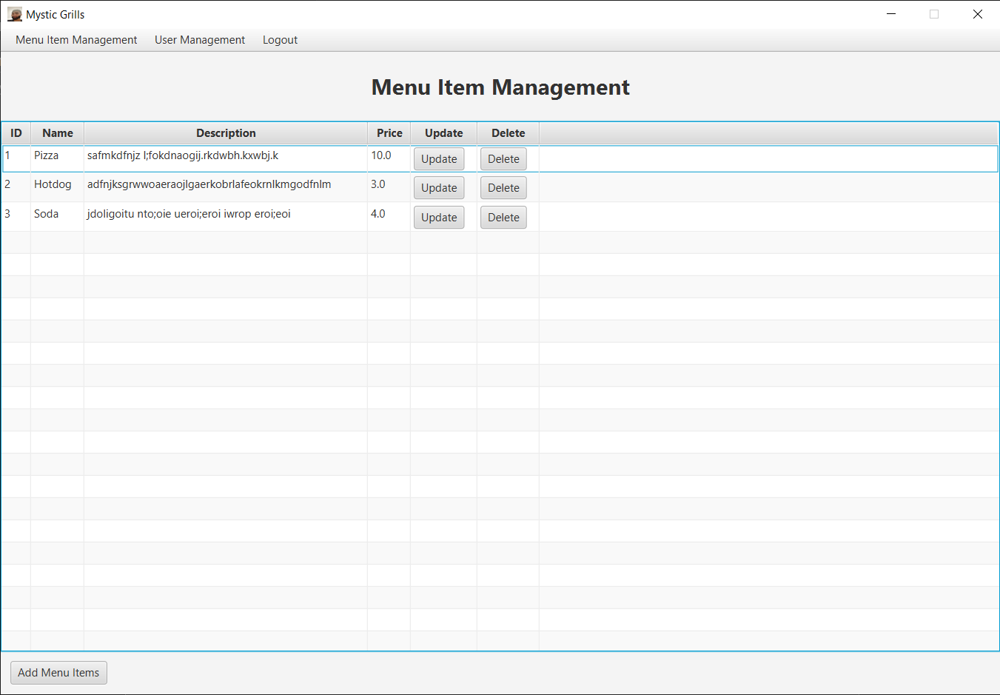 Mystic Grills
Menu Item Management User Management Logout
Menu Item Management
ID Name Description Price Update Delete
1 Pizza safmkdfnjz l;fokdnaogij.rkdwbh.kxwbj.k 10.0 Update Delete
2 Hotdog adfnjksgrwwoaeraojlgaerkobrlafeokrnlkmgodfnlm 3.0 Update Delete
3 Soda jdoligoitu nto;oie ueroi;eroi iwrop eroi;eoi 4.0 Update Delete
Add Menu Items